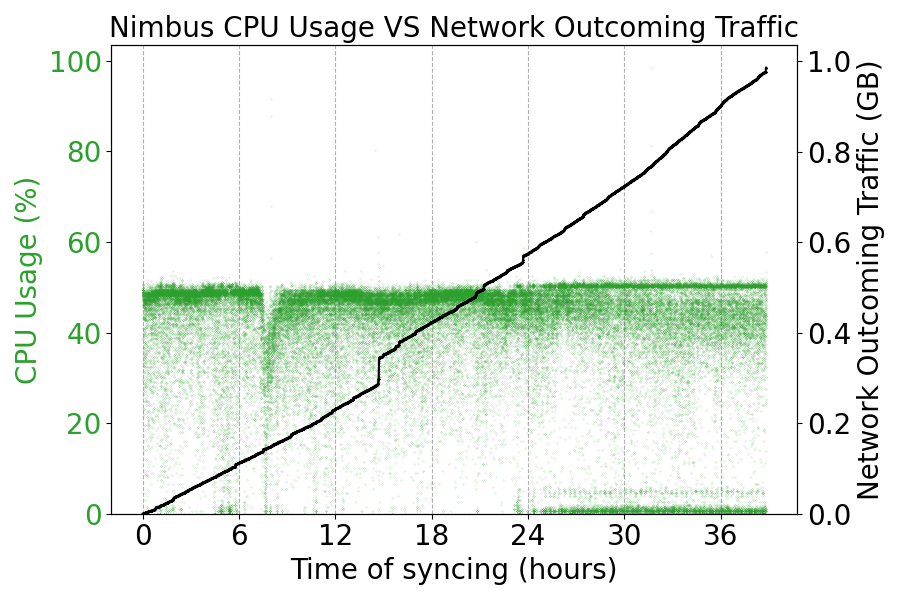 Nimbus CPU Usage VS Network Outcoming Traffic
CPU Usage (%)
100
80
60
40
20
0
1.0
0.8
0.6
0.4
0.2
0.0
Network Outcoming Traffic (GB)
0 6 12 18 24 30 36
Time of syncing (hours)